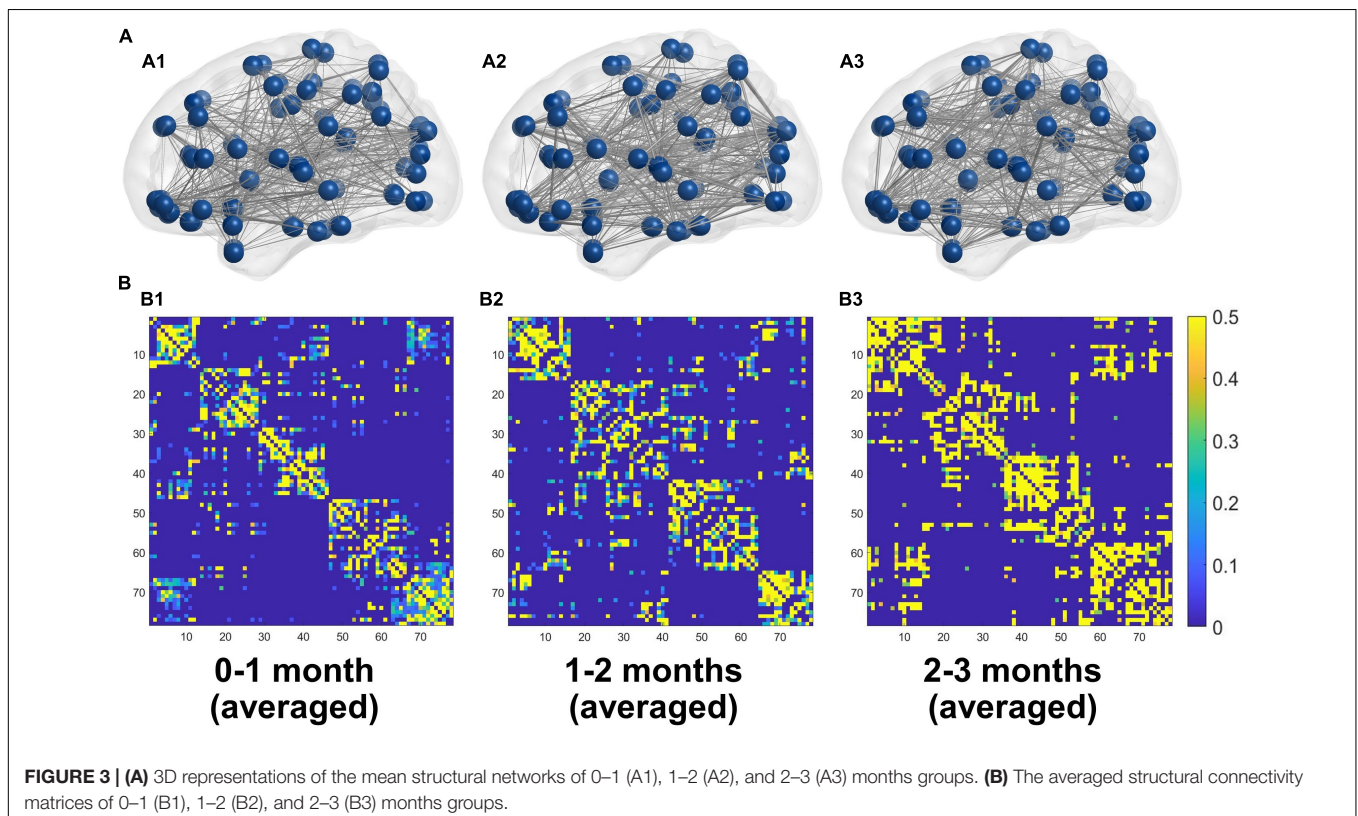 A
A1 A2 A3
B
B1 B2 B3
10
20
30
40
50
60
70
10 20 30 40 50 60 70
10
20
30
40
50
60
70
10 20 30 40 50 60 70
10
20
30
40
50
60
70
10 20 30 40 50 60 70
0.5
0.4
0.3
0.2
0.1
0
0-1 month
(averaged)
1-2 months
(averaged)
2-3 months
(averaged)
FIGURE 3 | (A) 3D representations of the mean structural networks of 0–1 (A1), 1–2 (A2), and 2–3 (A3) months groups. (B) The averaged structural connectivity
matrices of 0–1 (B1), 1–2 (B2), and 2–3 (B3) months groups.